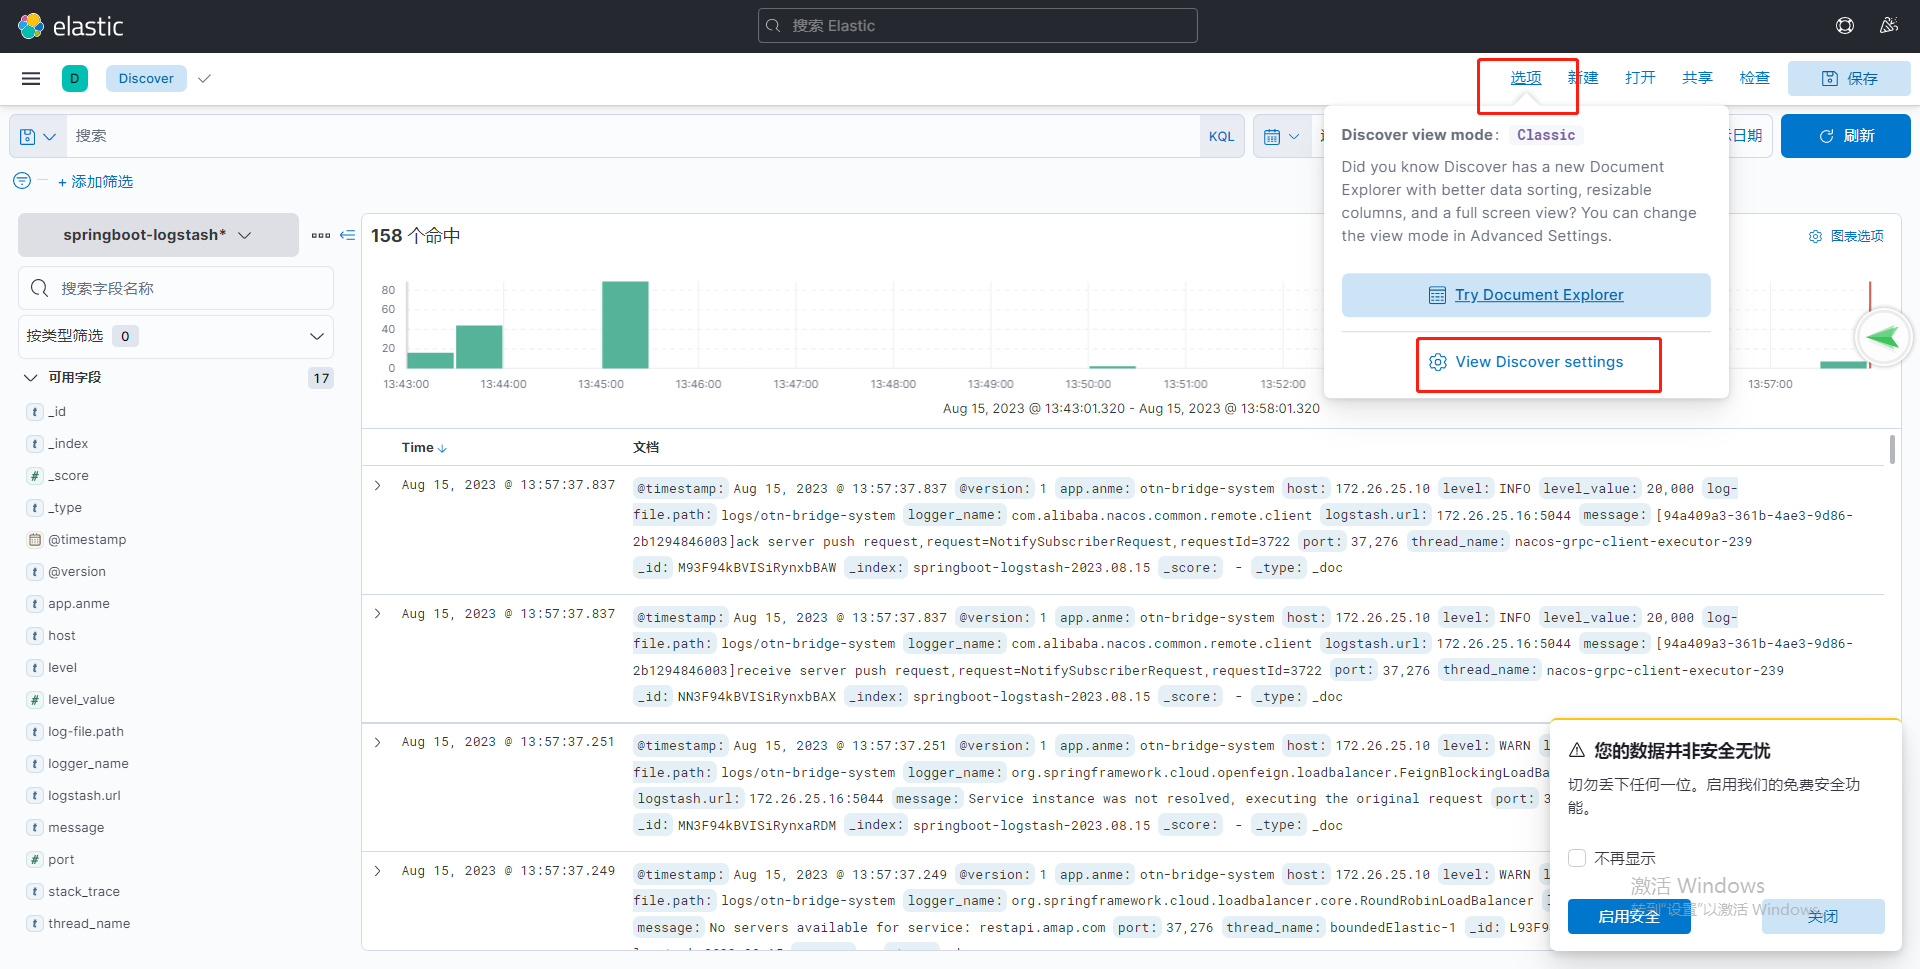 elastic
搜索 Elastic
D
Discover
选项
新建
打开
共享
检查
保存
搜索
KQL
示日期
刷新
+ 添加筛选
Discover view mode: Classic
Did you know Discover has a new Document
Explorer with better data sorting, resizable
columns, and a full screen view? You can change
the view mode in Advanced Settings.
Try Document Explorer
View Discover settings
springboot-logstash*
搜索字段名称
按类型筛选 0
可用字段 17
t _id
t _index
# _score
t _type
@timestamp
t @version
t app.anme
t host
t level
# level_value
t log-file.path
t logger_name
t logstash.url
t message
# port
t stack_trace
t thread_name
158 个命中
图表选项
80
60
40
20
0
13:43:00 13:44:00 13:45:00 13:46:00 13:47:00 13:48:00 13:49:00 13:50:00 13:51:00 13:52:00 13:57:00
Aug 15, 2023 @ 13:43:01.320 - Aug 15, 2023 @ 13:58:01.320
Time 文档
Aug 15, 2023 @ 13:57:37.837 @timestamp: Aug 15, 2023 @ 13:57:37.837 @version: 1 app.anme: otn-bridge-system host: 172.26.25.10 level: INFO level_value: 20,000 log-
file.path: logs/otn-bridge-system logger_name: com.alibaba.nacos.common.remote.client logstash.url: 172.26.25.16:5044 message: [94a409a3-361b-4ae3-9d86-
2b1294846003]ack server push request,request=NotifySubscriberRequest,requestId=3722 port: 37,276 thread_name: nacos-grpc-client-executor-239
_id: M93F94kBVISiRynxbBAW _index: springboot-logstash-2023.08.15 _score: - _type: _doc
Aug 15, 2023 @ 13:57:37.837 @timestamp: Aug 15, 2023 @ 13:57:37.837 @version: 1 app.anme: otn-bridge-system host: 172.26.25.10 level: INFO level_value: 20,000 log-
file.path: logs/otn-bridge-system logger_name: com.alibaba.nacos.common.remote.client logstash.url: 172.26.25.16:5044 message: [94a409a3-361b-4ae3-9d86-
2b1294846003]receive server push request,request=NotifySubscriberRequest,requestId=3722 port: 37,276 thread_name: nacos-grpc-client-executor-239
_id: NN3F94kBVISiRynxbBAX _index: springboot-logstash-2023.08.15 _score: - _type: _doc
Aug 15, 2023 @ 13:57:37.251 @timestamp: Aug 15, 2023 @ 13:57:37.251 @version: 1 app.anme: otn-bridge-system host: 172.26.25.10 level: WARN
file.path: logs/otn-bridge-system logger_name: org.springframework.cloud.openfeign.loadbalancer.FeignBlockingLoadBa
logstash.url: 172.26.25.16:5044 message: Service instance was not resolved, executing the original request port: 3
_id: MN3F94kBVISiRynxaRDM _index: springboot-logstash-2023.08.15 _score: - _type: _doc
Aug 15, 2023 @ 13:57:37.249 @timestamp: Aug 15, 2023 @ 13:57:37.249 @version: 1 app.anme: otn-bridge-system host: 172.26.25.10 level: WARN
file.path: logs/otn-bridge-system logger_name: org.springframework.cloud.loadbalancer.core.RoundRobinLoadBalancer
message: No servers available for service: restapi.amap.com port: 37,276 thread_name: boundedElastic-1 _id: L93F9
您的数据并非安全无忧
切勿丢下任何一位。启用我们的免费安全功
能。
不再显示
激活 Windows
转到“设置”以激活 Windows。
启用安全
关闭